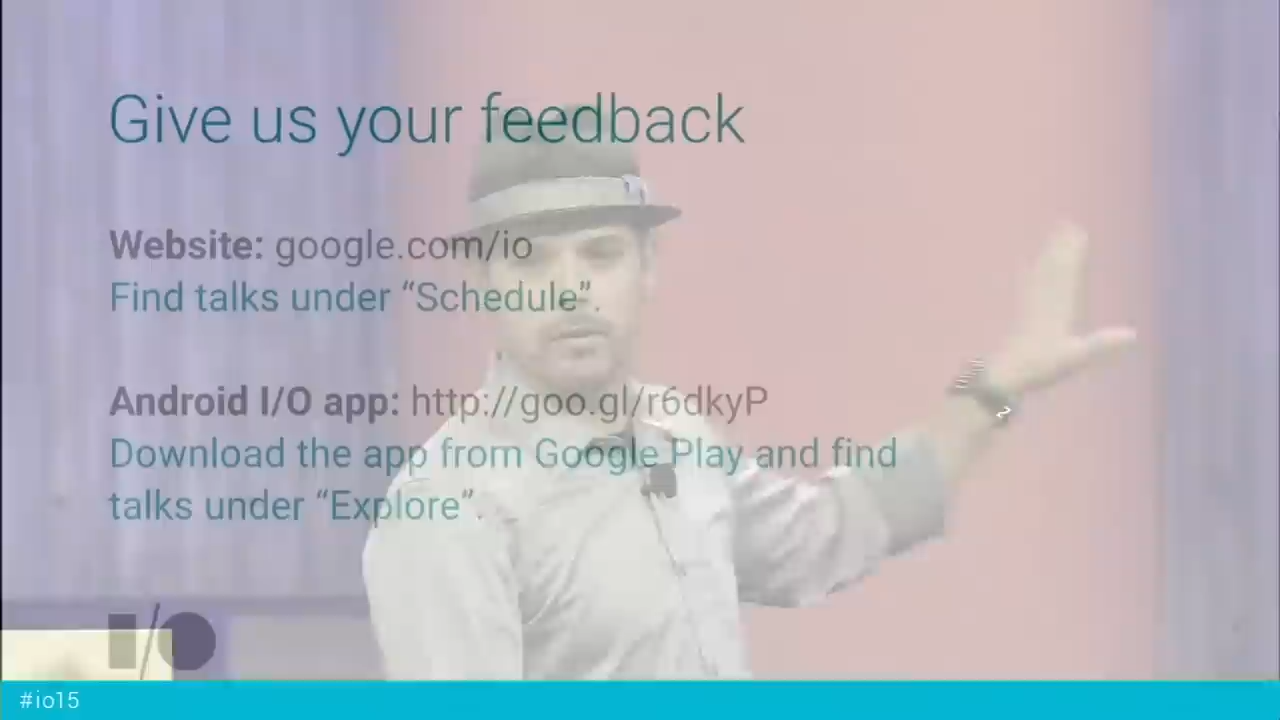 Give us your feedback
Website: google.com/io
Find talks under “Schedule”.
Android I/O app: http://goo.gl/r6dkyP
Download the app from Google Play and find
talks under “Explore”.
I/O
#io15